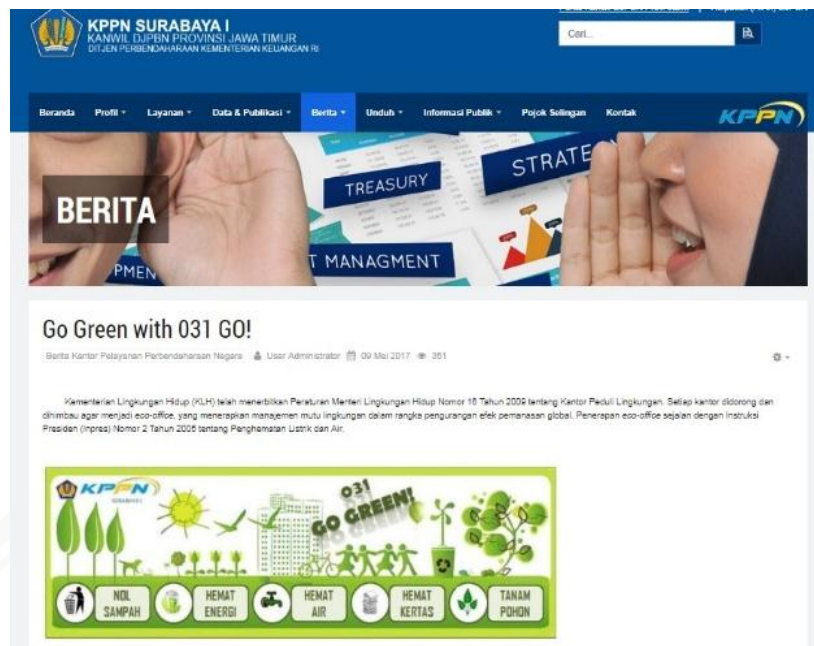 KPPN SURABAYA I
KANWIL DJPBN PROVINSI JAWA TIMUR
DITJEN PERBENDAHARAAN KEMENTERIAN KEUANGAN RI
Cari...
Beranda Profil Layanan Data & Publikasi Berita Unduh Informasi Publik Pojok Selingan Kontak KPPN
TREASURY
STRATE
BERITA
PMEN
T MANAGMENT
Go Green with 031 GO!
Berita Kantor Pelayanan Perbendaharaan Negara User Administrator 09 Mei 2017 361
Kementerian Lingkungan Hidup (KLH) telah menerbitkan Peraturan Menteri Lingkungan Hidup Nomor 16 Tahun 2009 tentang Kantor Peduli Lingkungan. Setiap kantor didorong dan
dihimbau agar menjadi eco-office, yang menerapkan manajemen mutu lingkungan dalam rangka pengurangan efek pemanasan global. Penerapan eco-office sejalan dengan Instruksi
Presiden (Inpres) Nomor 2 Tahun 2008 tentang Penghematan Listrik dan Air.
KPPN
SURABAYA I
031
GO GREEN!
NOL
SAMPAH
HEMAT
ENERGI
HEMAT
AIR
HEMAT
KERTAS
TANAM
POHON